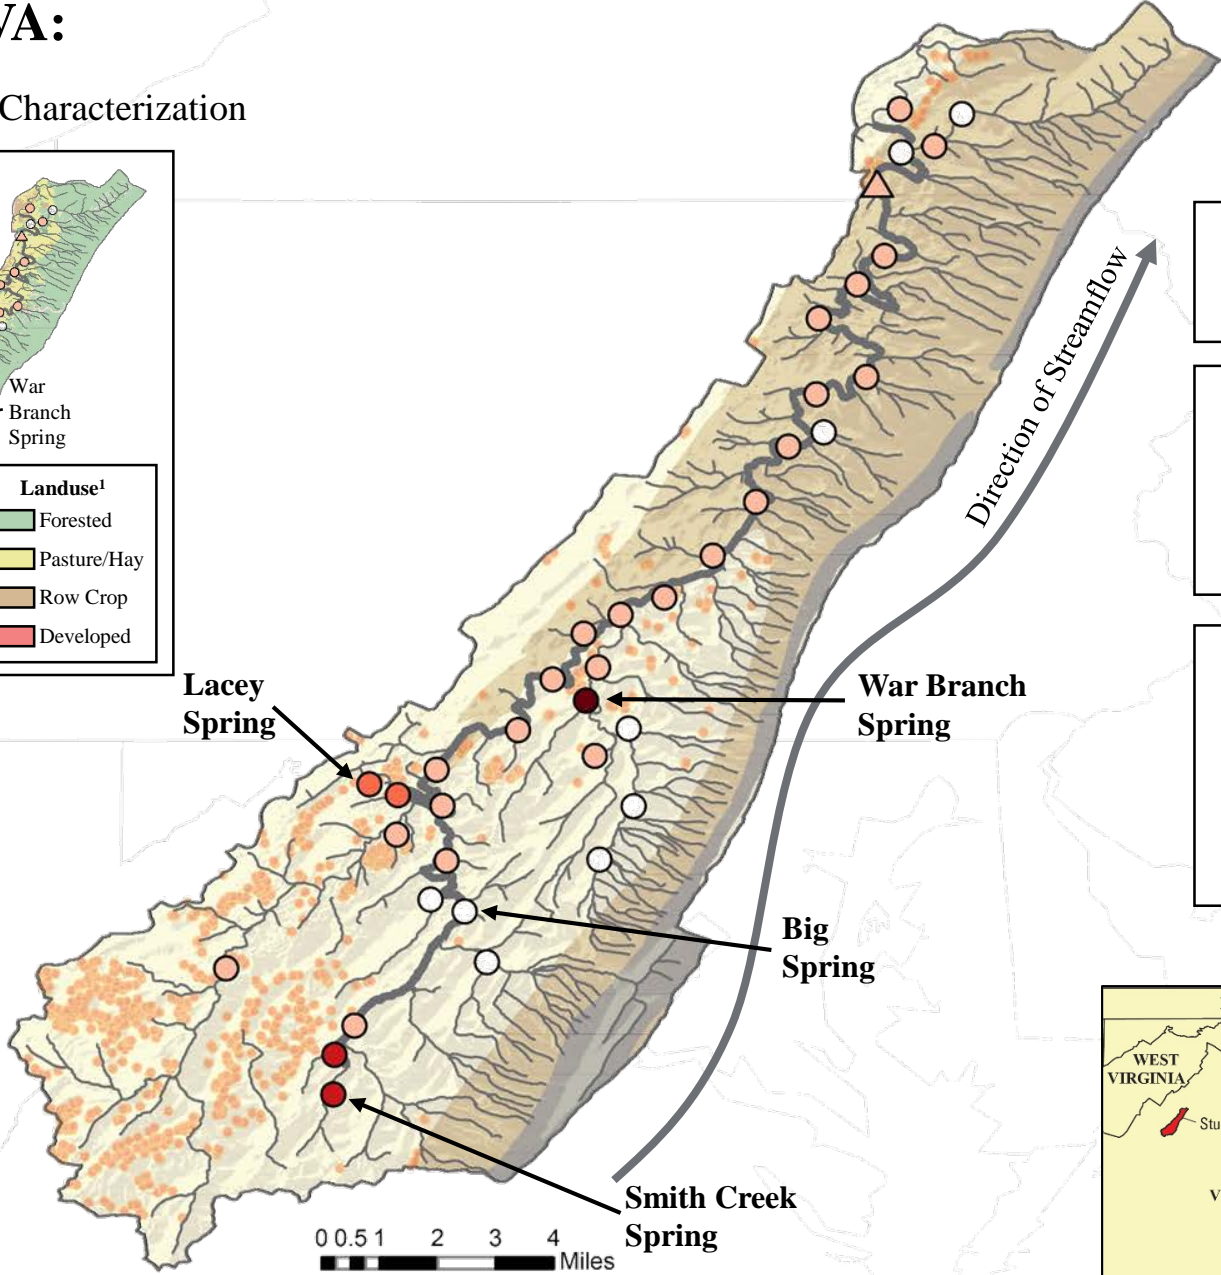 VA:
Characterization
War
Branch
Spring
Landuse¹
Forested
Pasture/Hay
Row Crop
Developed
Direction of Streamflow
Lacey
Spring
War Branch
Spring
Big
Spring
Smith Creek
Spring
0 0.5 1 2 3 4
Miles
WEST
VIRGINIA
Stu
V